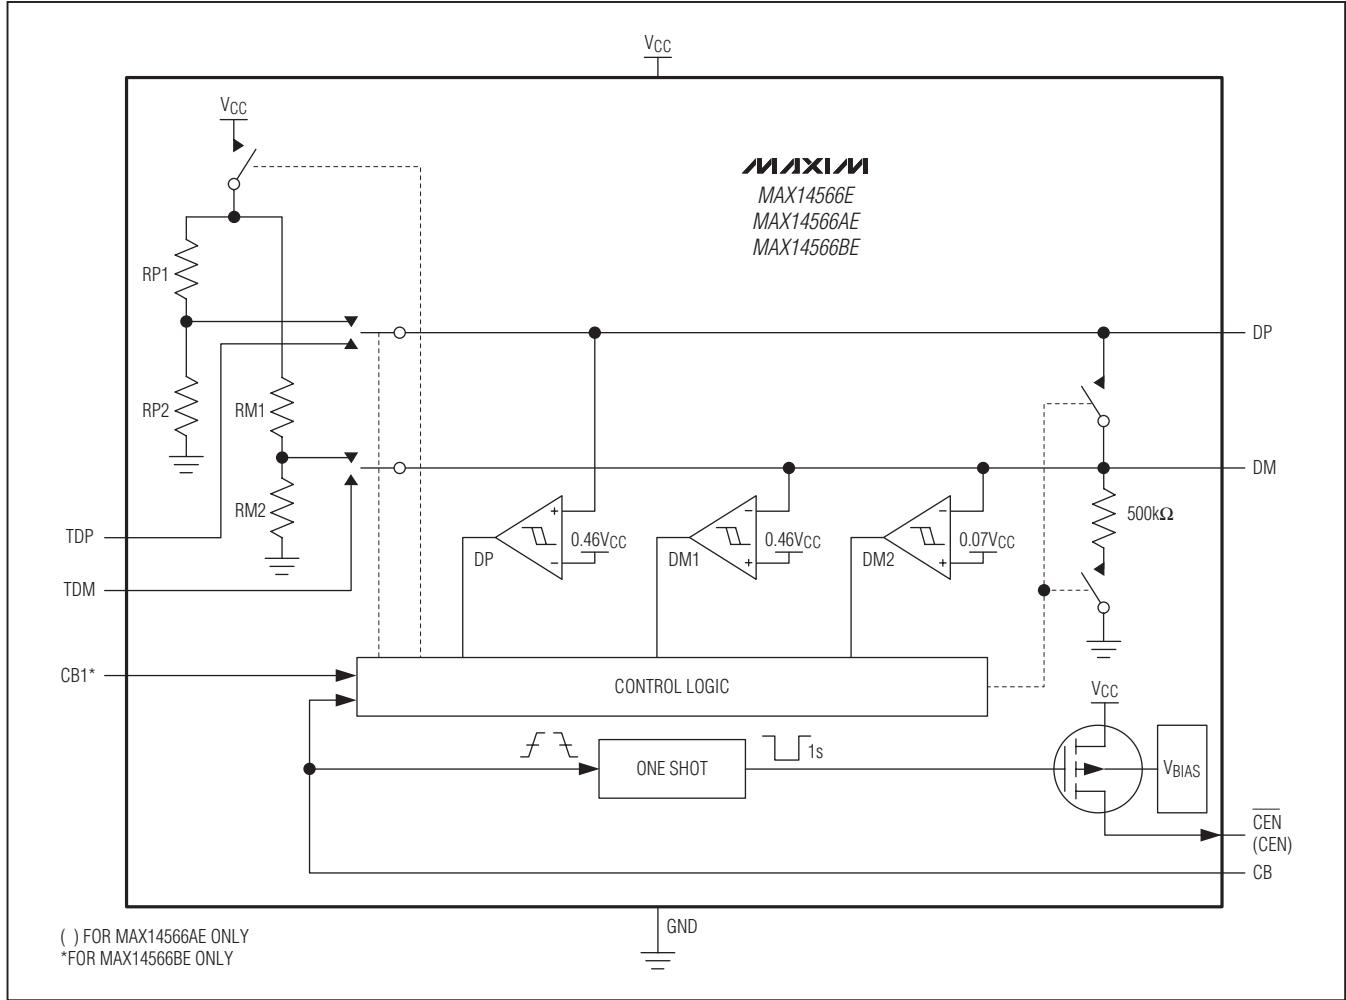 VCC
VCC
MAXIM
MAX14566E
MAX14566AE
MAX14566BE
RP1
DP
RP2
RM1
DM
RM2
500kΩ
+
−
+
−
−
+
0.46VCC
0.46VCC
0.07VCC
TDP
DP
DM1
DM2
TDM
CB1*
CONTROL LOGIC
VCC
1s
ONE SHOT
VBIAS
CEN
(CEN)
CB
GND
( ) FOR MAX14566AE ONLY
*FOR MAX14566BE ONLY